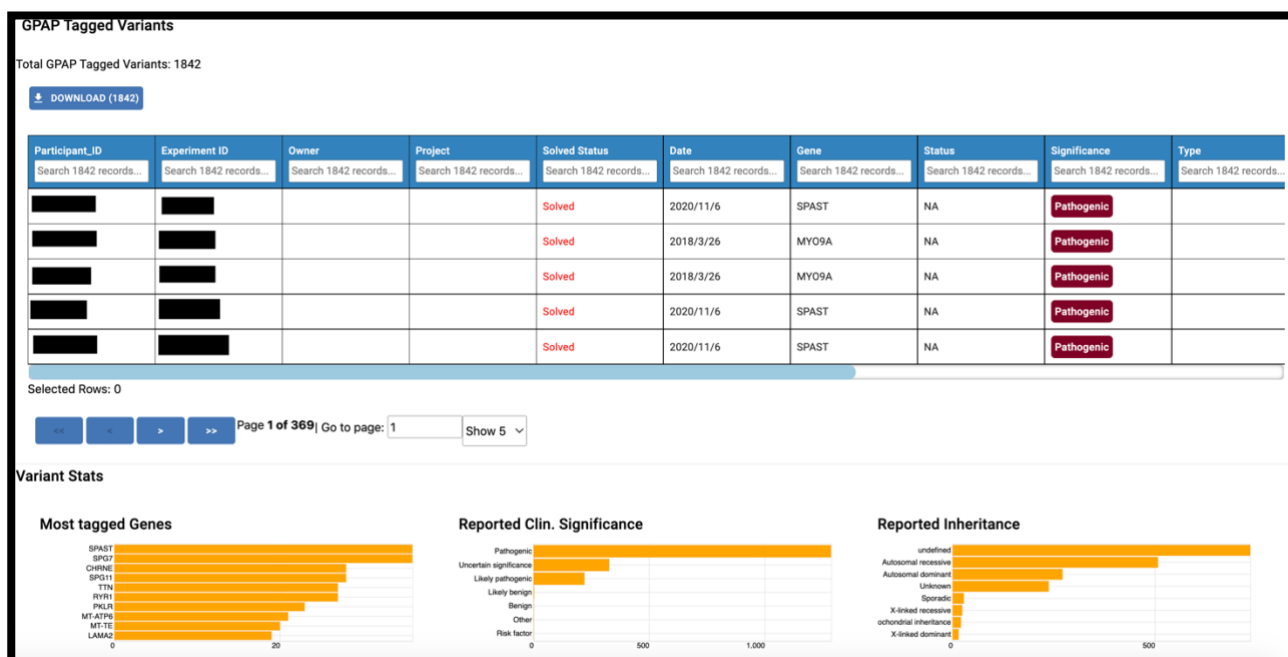 GPAP Tagged Variants
Total GPAP Tagged Variants: 1842
DOWNLOAD (1842)
Participant_ID Experiment ID Owner Project Solved Status Date Gene Status Significance Type
Search 1842 records... Search 1842 records... Search 1842 records... Search 1842 records... Search 1842 records... Search 1842 records... Search 1842 records... Search 1842 records... Search 1842 records... Search 1842 records...
Solved 2020/11/6 SPAST NA Pathogenic
Solved 2018/3/26 MYO9A NA Pathogenic
Solved 2018/3/26 MYO9A NA Pathogenic
Solved 2020/11/6 SPAST NA Pathogenic
Solved 2020/11/6 SPAST NA Pathogenic
Selected Rows: 0
<< < > >> Page 1 of 369| Go to page: 1 Show 5
Variant Stats
Most tagged Genes
SPAST
SPG7
CHRNE
SPG11
TTN
RYR1
PKLR
MT-ATP6
MT-TE
LAMA2
0 20
Reported Clin. Significance
Pathogenic
Uncertain significance
Likely pathogenic
Likely benign
Benign
Other
Risk factor
0 500 1,000
Reported Inheritance
undefined
Autosomal recessive
Autosomal dominant
Unknown
Sporadic
X-linked recessive
ochondrial inheritance
X-linked dominant
0 500